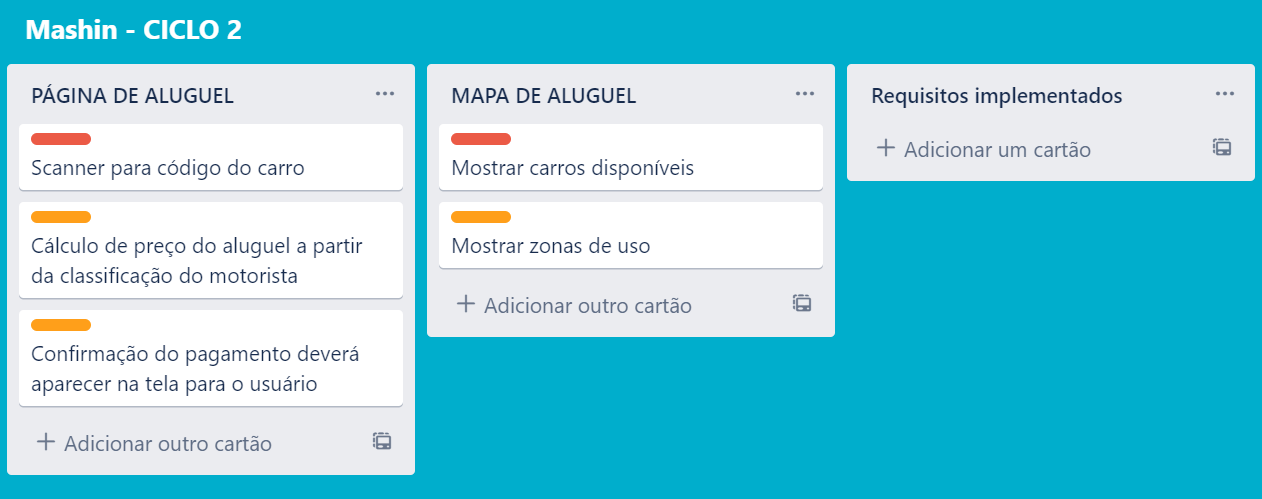 Mashin - CICLO 2
PÁGINA DE ALUGUEL
Scanner para código do carro
Cálculo de preço do aluguel a partir
da classificação do motorista
Confirmação do pagamento deverá
aparecer na tela para o usuário
Adicionar outro cartão
MAPA DE ALUGUEL
Mostrar carros disponíveis
Mostrar zonas de uso
Adicionar outro cartão
Requisitos implementados
Adicionar um cartão